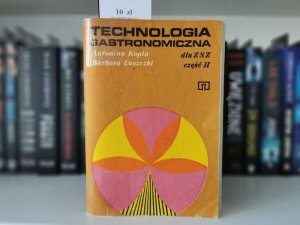 10 zł
TECHNOLOGIA
GASTRONOMICZNA
Antonina Kopta
Barbara Łuszczki
dla ZSZ
część II